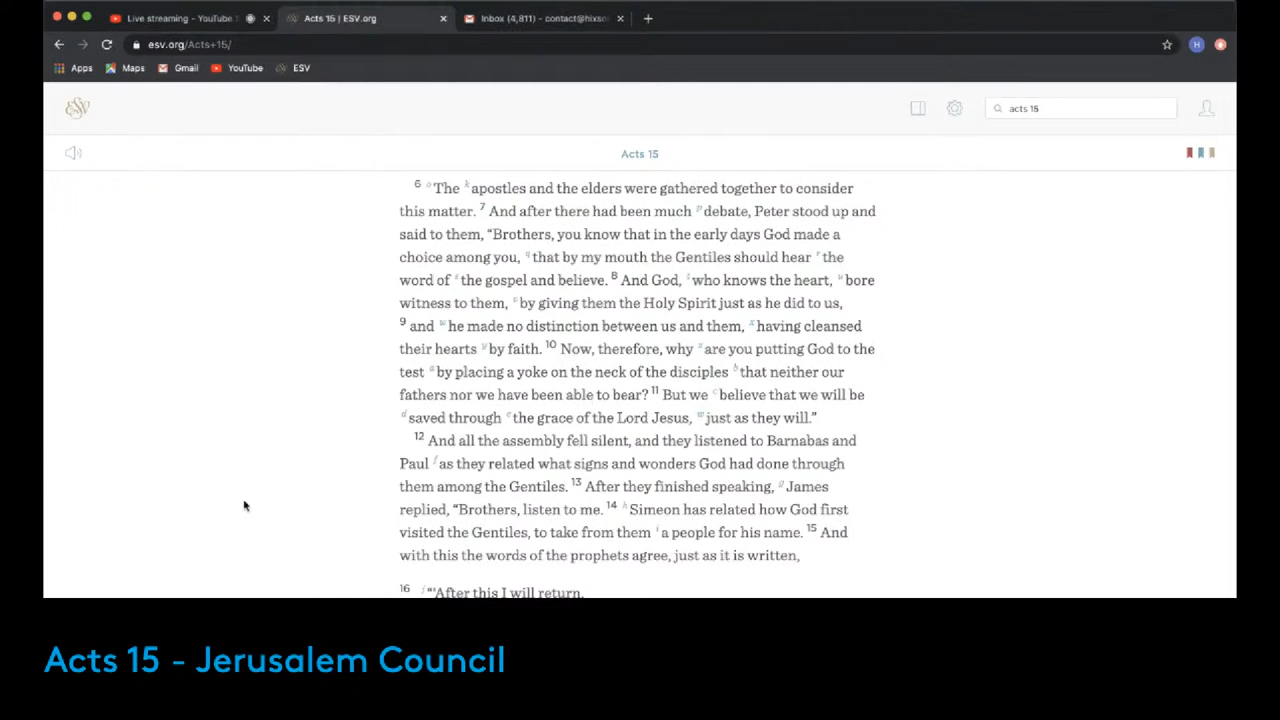 Live streaming - YouTube
Acts 15 | ESV.org
Inbox (4,811) - contact@hixso
esv.org/Acts+15/
H
Apps Maps Gmail YouTube ESV
ESV
acts 15
Acts 15
6 o The k apostles and the elders were gathered together to consider
this matter. 7 And after there had been much p debate, Peter stood up and
said to them, “Brothers, you know that in the early days God made a
choice among you, q that by my mouth the Gentiles should hear r the
word of s the gospel and believe. 8 And God, t who knows the heart, u bore
witness to them, v by giving them the Holy Spirit just as he did to us,
9 and w he made no distinction between us and them, x having cleansed
their hearts y by faith. 10 Now, therefore, why z are you putting God to the
test a by placing a yoke on the neck of the disciples b that neither our
fathers nor we have been able to bear? 11 But we c believe that we will be
d saved through e the grace of the Lord Jesus, w just as they will.”
12 And all the assembly fell silent, and they listened to Barnabas and
Paul f as they related what signs and wonders God had done through
them among the Gentiles. 13 After they finished speaking, g James
replied, “Brothers, listen to me. 14 h Simeon has related how God first
visited the Gentiles, to take from them i a people for his name. 15 And
with this the words of the prophets agree, just as it is written,
16 j “‘After this I will return,
Acts 15 - Jerusalem Council